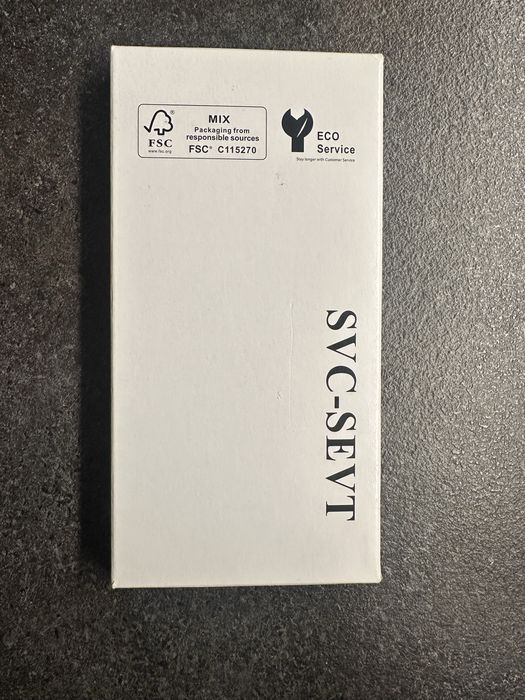 FSC®
www.fsc.org
MIX
Packaging from
responsible sources
FSC® C115270
ECO
Service
Stay longer with Customer Service
SVC-SEVT